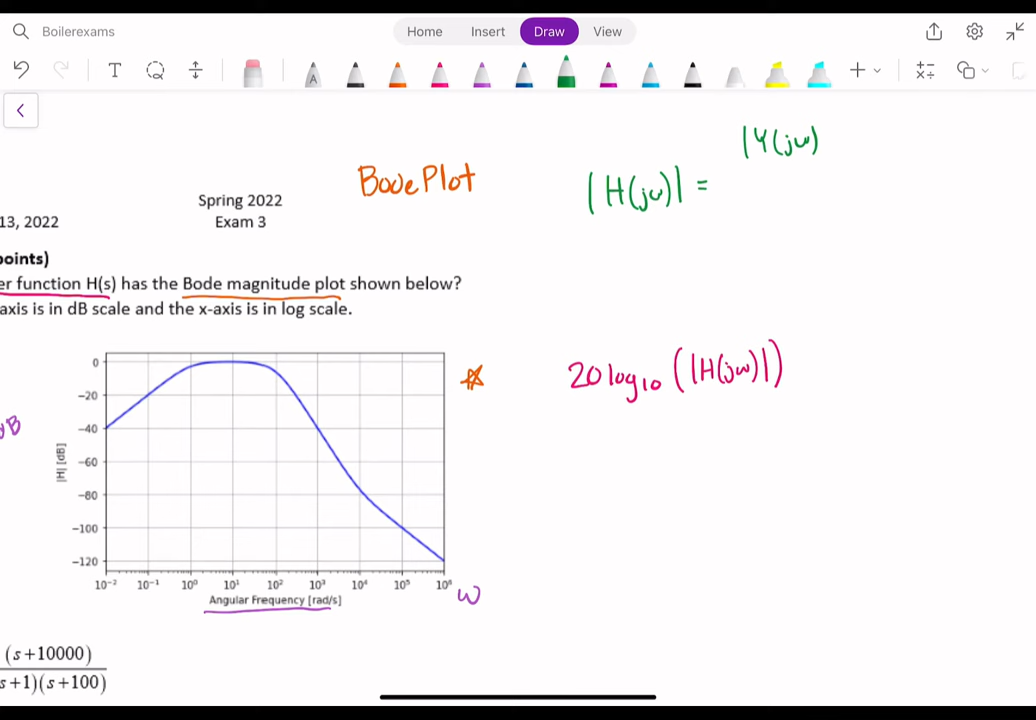 Boilerexams
Home Insert Draw View
T
A
|Y(jω)
Bode Plot
|H(jω)| =
Spring 2022
13, 2022
Exam 3
points)
er function H(s) has the Bode magnitude plot shown below?
axis is in dB scale and the x-axis is in log scale.
20 log₁₀ (|H(jω)|)
B
|H| [dB]
0
−20
−40
−60
−80
−100
−120
10⁻² 10⁻¹ 10⁰ 10¹ 10² 10³ 10⁴ 10⁵ 10⁶
Angular Frequency [rad/s]
ω
(s+10000)
s+1)(s+100)